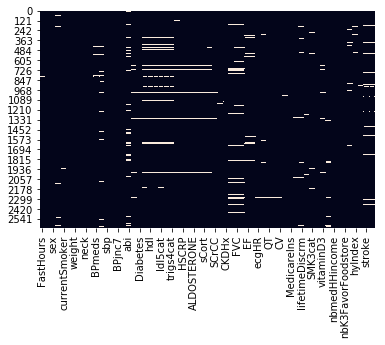 0
121
242
363
484
605
726
847
968
1089
1210
1331
1452
1573
1694
1815
1936
2057
2178
2299
2420
2541
FastHours
sex
currentSmoker
weight
neck
BPmeds
sbp
BPjnc7
abi
Diabetes
hdl
ldl5cat
trigs4cat
HSCRP
ALDOSTERONE
sCort
SCrCC
CKDHx
FVC
EF
ecgHR
QT
CV
MedicareIns
lifetimeDiscrm
SMK3cat
vitaminD3
nbmedHHincome
nbK3FavorFoodstore
hyIndex
stroke